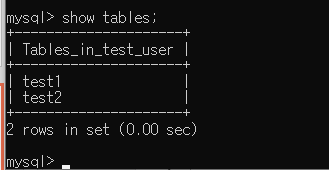 mysql> show tables;
+---------------------+
| Tables_in_test_user |
+---------------------+
| test1               |
| test2               |
+---------------------+
2 rows in set (0.00 sec)
mysql> _